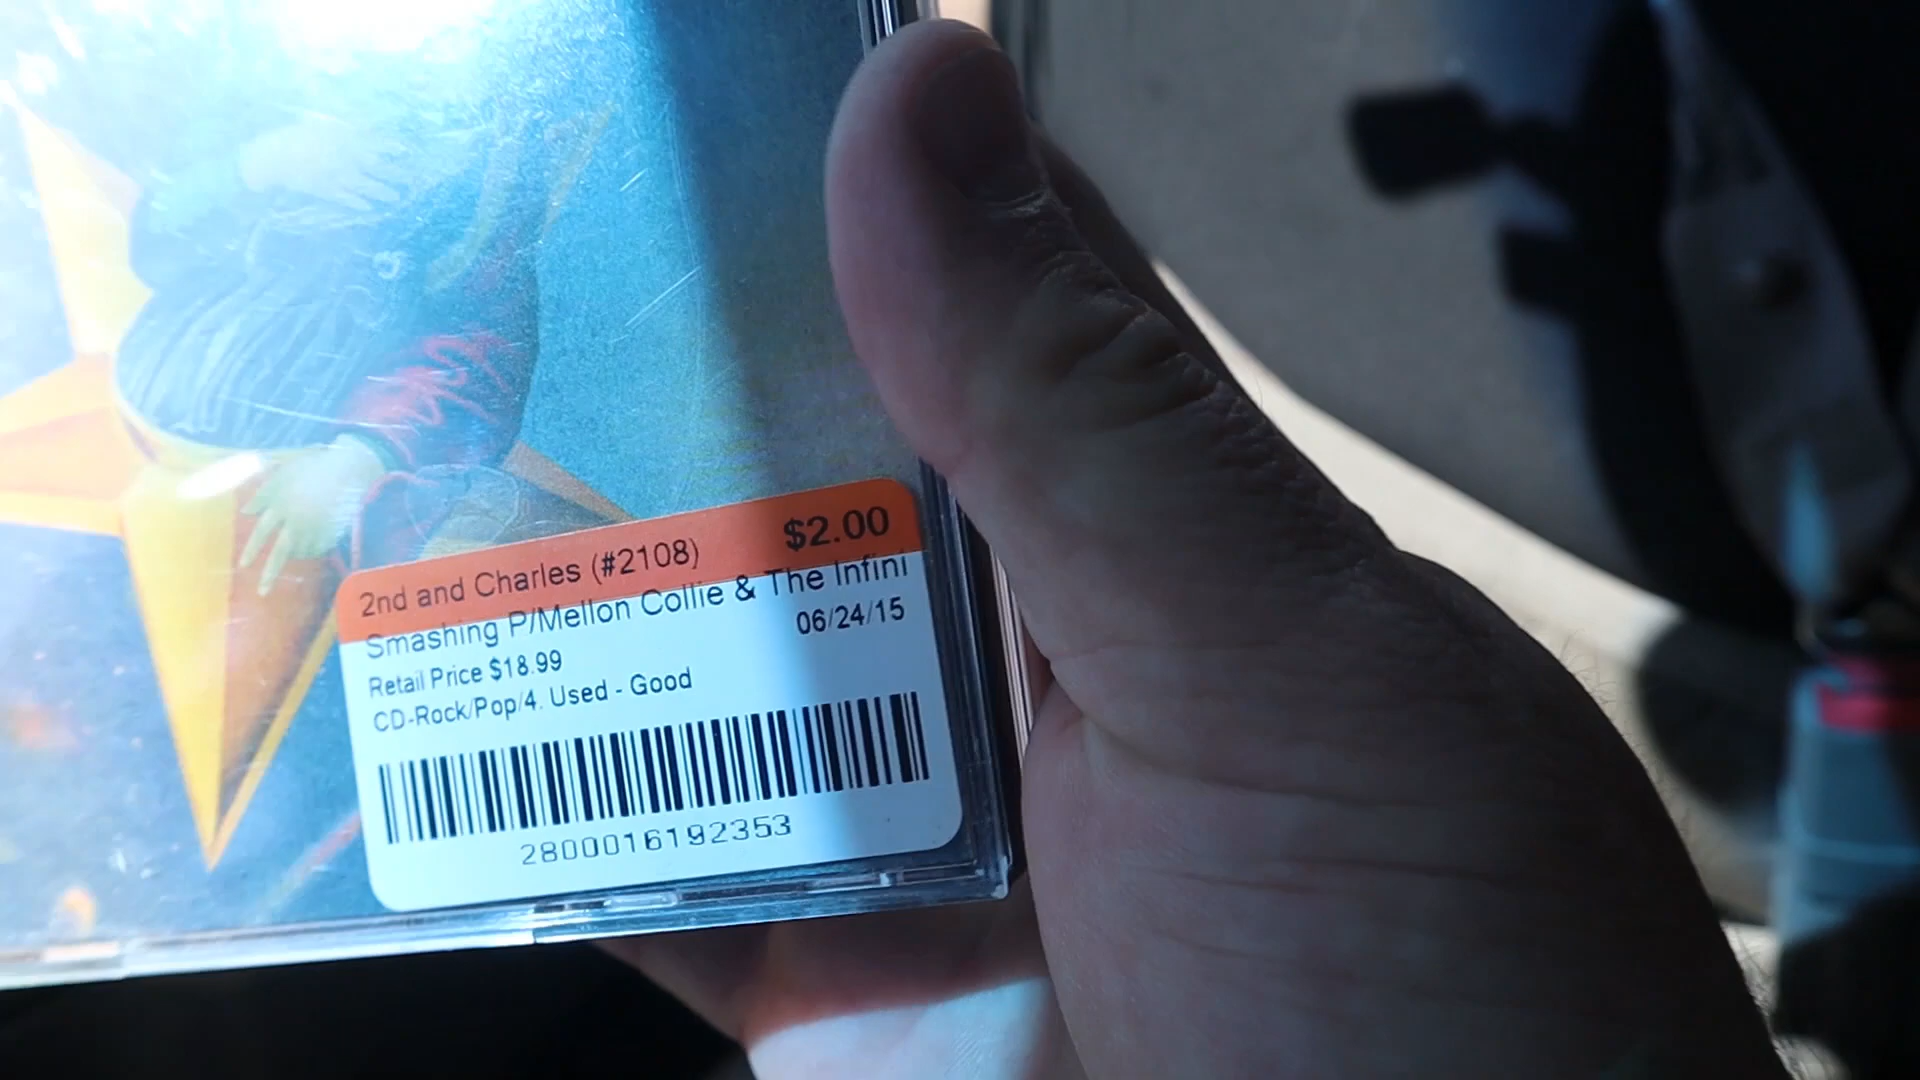 2nd and Charles (#2108) $2.00
Smashing P/Mellon Collie & The Infini
06/24/15
Retail Price $18.99
CD-Rock/Pop/4. Used - Good
2800016192353